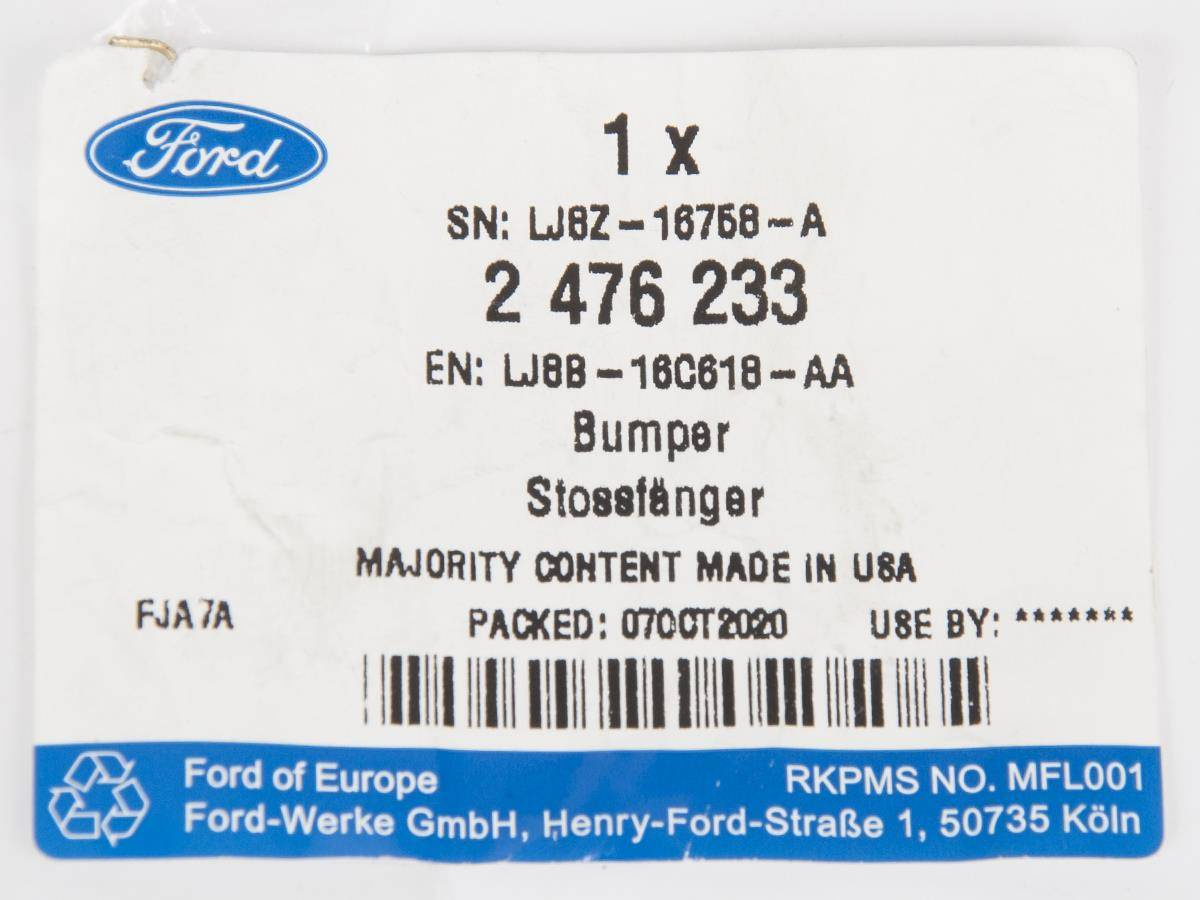 Ford
1 x
SN: LJ8Z-16758-A
2 476 233
EN: LJ8B-16C618-AA
Bumper
Stossfänger
MAJORITY CONTENT MADE IN USA
FJA7A PACKED: 07OCT2020 USE BY: *******
Ford of Europe RKPMS NO. MFL001
Ford-Werke GmbH, Henry-Ford-Straße 1, 50735 Köln